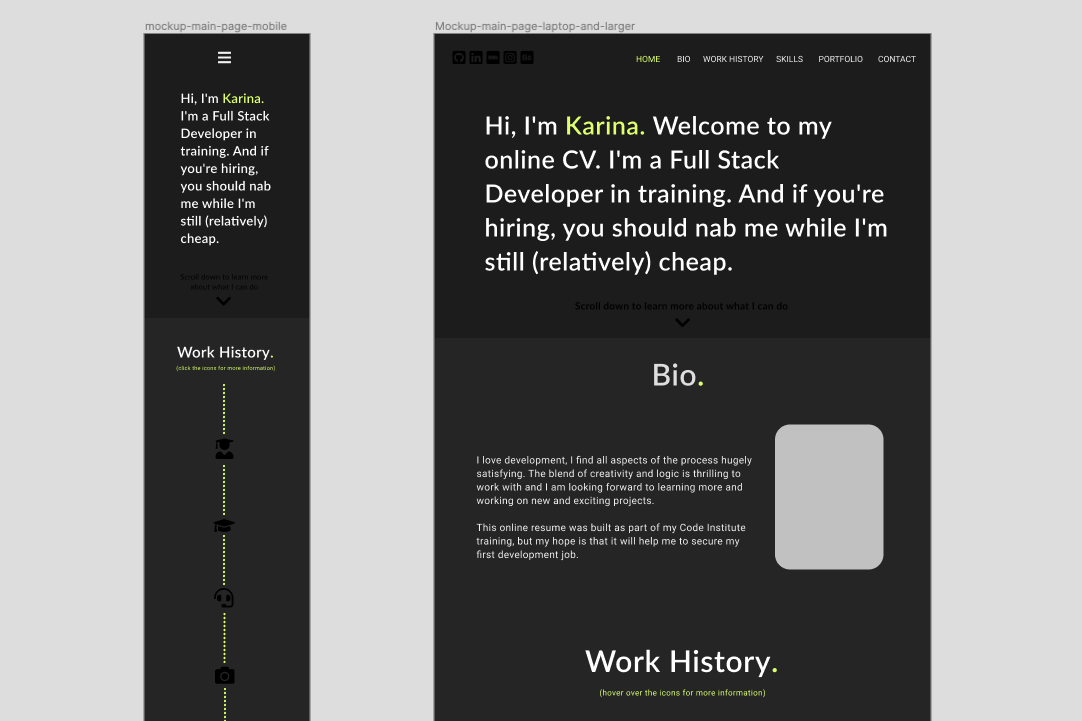 mockup-main-page-mobile
Hi, I'm Karina.
I'm a Full Stack
Developer in
training. And if
you're hiring,
you should nab
me while I'm
still (relatively)
cheap.
Scroll down to learn more
about what I can do
Work History.
(click the icons for more information)
Mockup-main-page-laptop-and-larger
HOME BIO WORK HISTORY SKILLS PORTFOLIO CONTACT
Hi, I'm Karina. Welcome to my
online CV. I'm a Full Stack
Developer in training. And if you're
hiring, you should nab me while I'm
still (relatively) cheap.
Scroll down to learn more about what I can do
Bio.
I love development, I find all aspects of the process hugely
satisfying. The blend of creativity and logic is thrilling to
work with and I am looking forward to learning more and
working on new and exciting projects.
This online resume was built as part of my Code Institute
training, but my hope is that it will help me to secure my
first development job.
Work History.
(hover over the icons for more information)